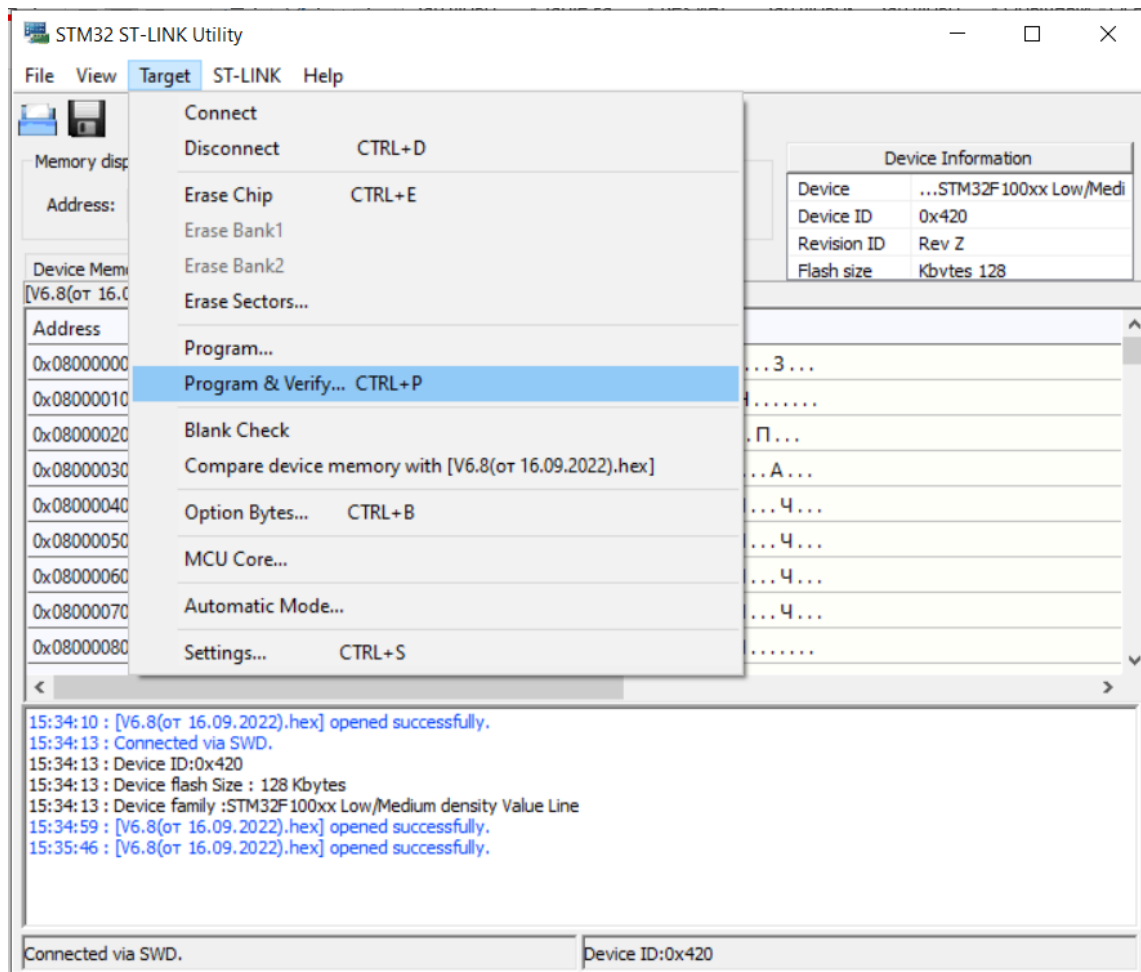 STM32 ST-LINK Utility
File View Target ST-LINK Help
Connect
Disconnect CTRL+D
Erase Chip CTRL+E
Erase Bank1
Erase Bank2
Erase Sectors...
Program...
Program & Verify... CTRL+P
Blank Check
Compare device memory with [V6.8(от 16.09.2022).hex]
Option Bytes... CTRL+B
MCU Core...
Automatic Mode...
Settings... CTRL+S
Memory disp
Address:
Device Information
Device ...STM32F100xx Low/Medi
Device ID 0x420
Revision ID Rev Z
Flash size Kbytes 128
Device Memo
[V6.8(от 16.0
Address
0x08000000 ...З...
0x08000010
0x08000020 .П...
0x08000030 ..А...
0x08000040 ...Ч...
0x08000050 ...Ч...
0x08000060 ...Ч...
0x08000070 ...Ч...
0x08000080
15:34:10 : [V6.8(от 16.09.2022).hex] opened successfully.
15:34:13 : Connected via SWD.
15:34:13 : Device ID:0x420
15:34:13 : Device flash Size : 128 Kbytes
15:34:13 : Device family :STM32F100xx Low/Medium density Value Line
15:34:59 : [V6.8(от 16.09.2022).hex] opened successfully.
15:35:46 : [V6.8(от 16.09.2022).hex] opened successfully.
Connected via SWD. Device ID:0x420